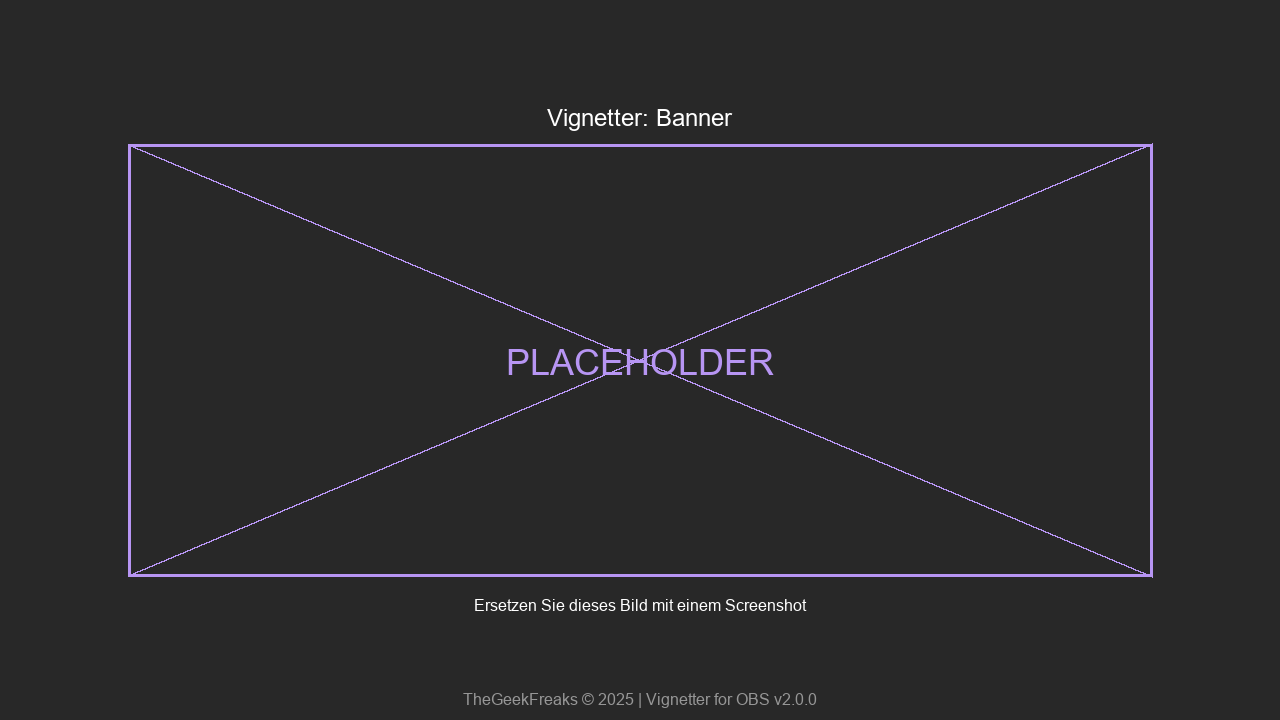 Vignetter: Banner
PLACEHOLDER
Ersetzen Sie dieses Bild mit einem Screenshot
TheGeekFreaks © 2025 | Vignetter for OBS v2.0.0